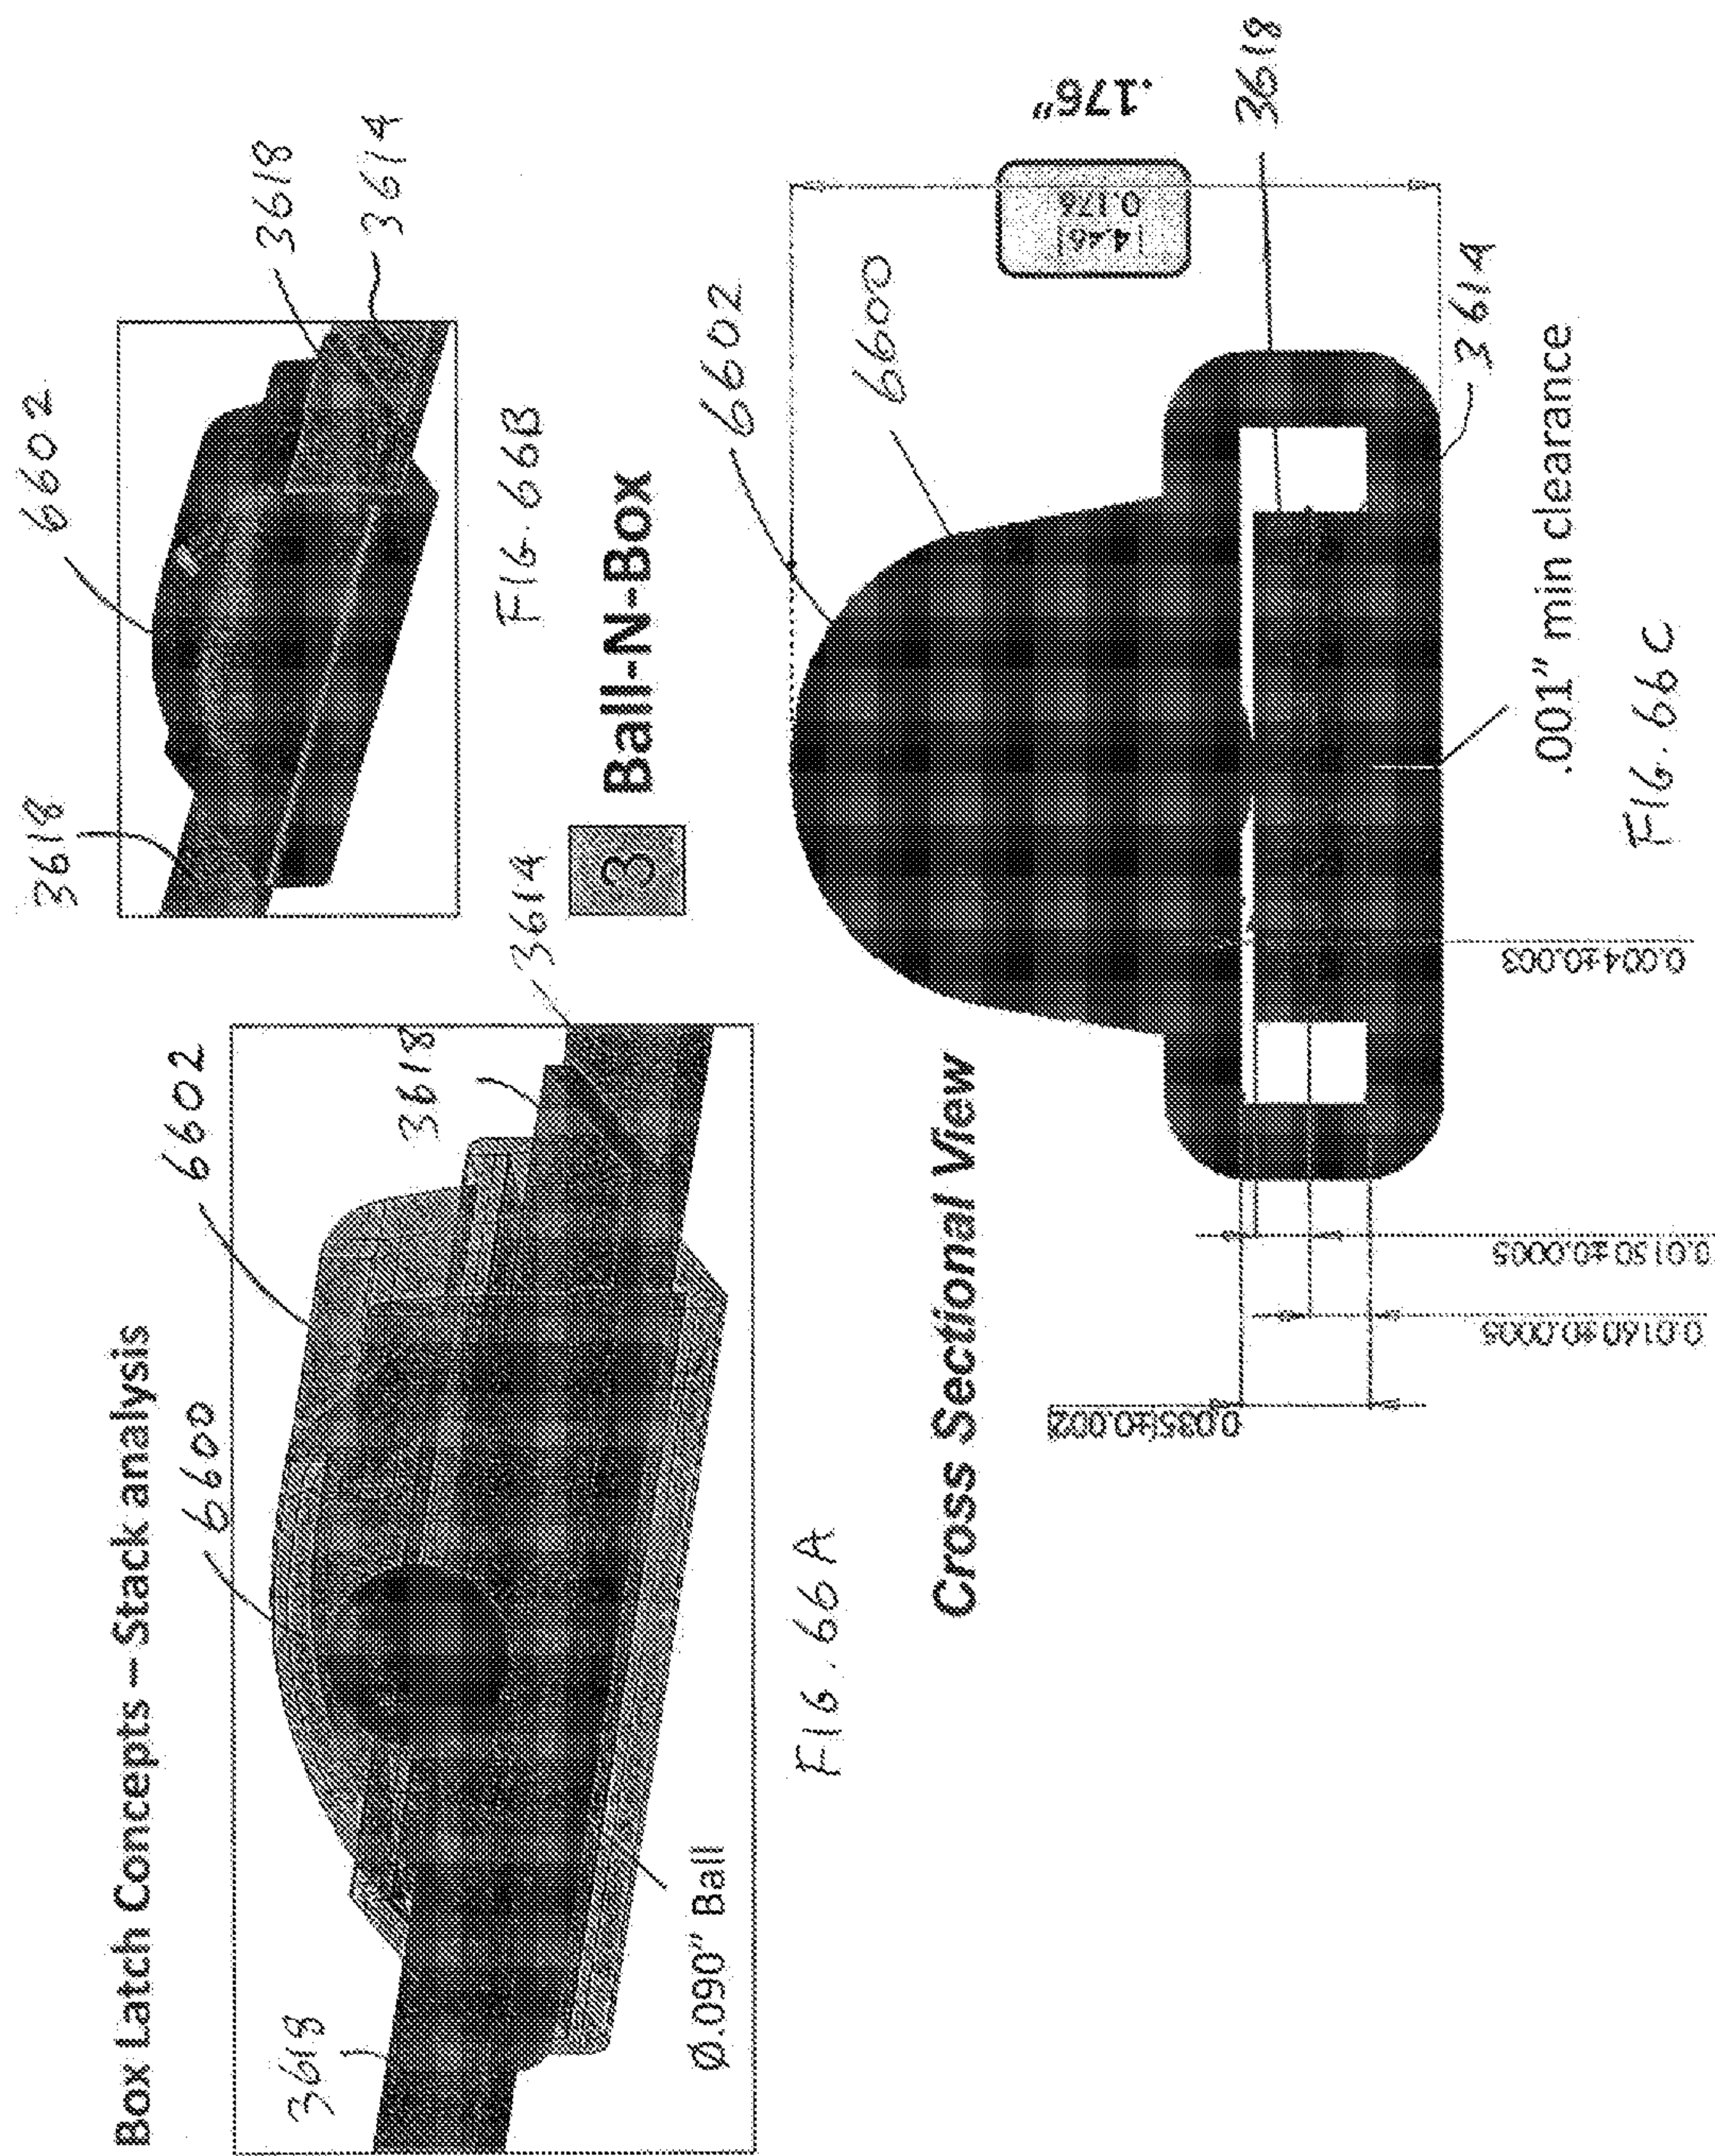 Box Latch Concepts – Stack analysis
6600
6602
3618
3618
3614
Ø.090" Ball
FIG. 66A
3618
6602
3618
3614
FIG. 66B
3 Ball-N-Box
Cross Sectional View
6602
6600
.176"
[4.46]
0.176
3618
3614
.001" min clearance
0.004±0.003
0.0150±0.0005
0.0160±0.0005
0.035±0.002
FIG. 66C